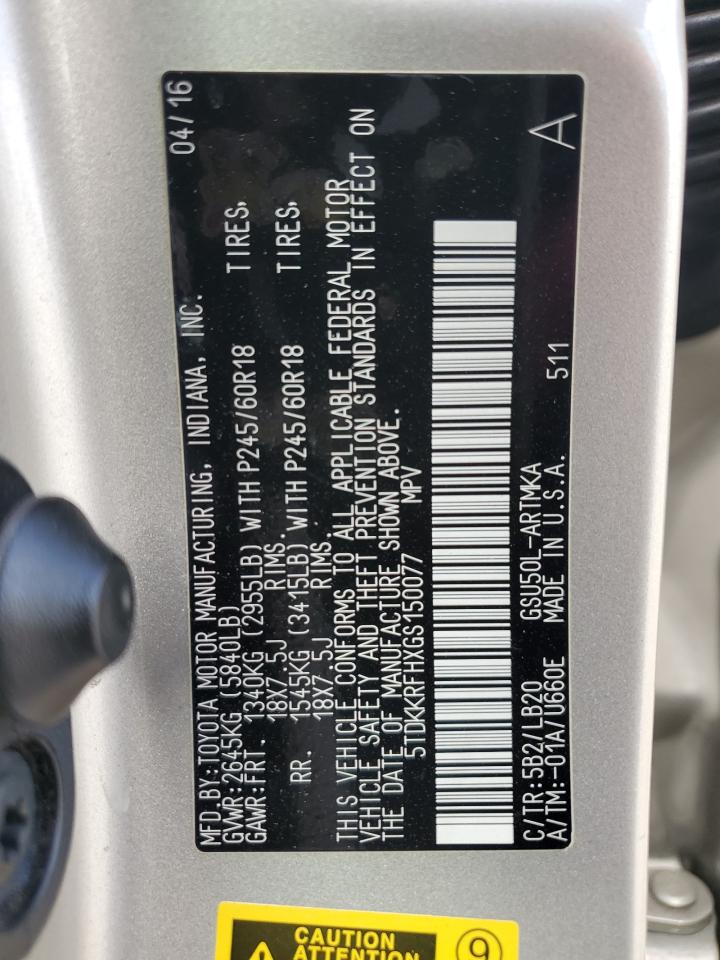 04/16
MFD.BY:TOYOTA MOTOR MANUFACTURING, INDIANA, INC.
GVWR:2645KG (5840LB)
GAWR:FRT. 1340KG (2955LB) WITH P245/60R18 TIRES,
18X7.5J RIMS.
RR. 1545KG (3415LB) WITH P245/60R18 TIRES,
18X7.5J RIMS.
THIS VEHICLE CONFORMS TO ALL APPLICABLE FEDERAL MOTOR
VEHICLE SAFETY AND THEFT PREVENTION STANDARDS IN EFFECT ON
THE DATE OF MANUFACTURE SHOWN ABOVE.
5TDKKRFHXGS150077 MPV
C/TR:5B2/LB20 GSU50L-ARTMKA
A/TM:-01A/U660E MADE IN U.S.A. 511 A
CAUTION
ATTENTION
9